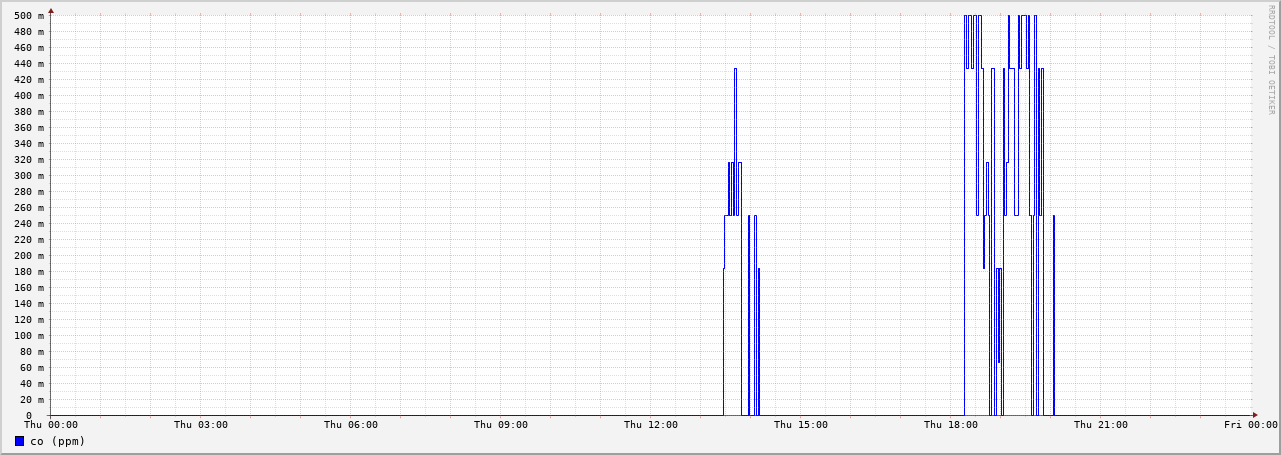 500 m
480 m
460 m
440 m
420 m
400 m
380 m
360 m
340 m
320 m
300 m
280 m
260 m
240 m
220 m
200 m
180 m
160 m
140 m
120 m
100 m
80 m
60 m
40 m
20 m
0
Thu 00:00 Thu 03:00 Thu 06:00 Thu 09:00 Thu 12:00 Thu 15:00 Thu 18:00 Thu 21:00 Fri 00:00
co (ppm)
RRDTOOL / TOBI OETIKER